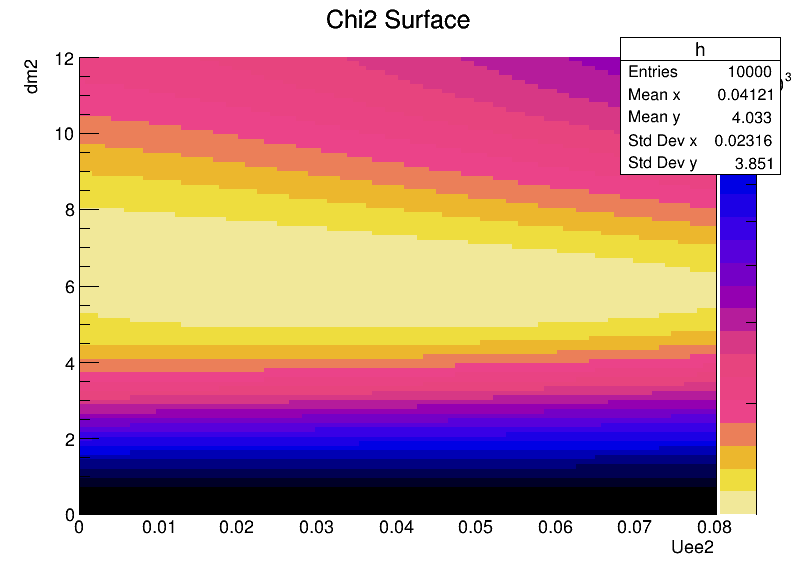 Chi2 Surface
h
Entries 10000
Mean x 0.04121
Mean y 4.033
Std Dev x 0.02316
Std Dev y 3.851
dm2
12
10
8
6
4
2
0
0 0.01 0.02 0.03 0.04 0.05 0.06 0.07 0.08
Uee2